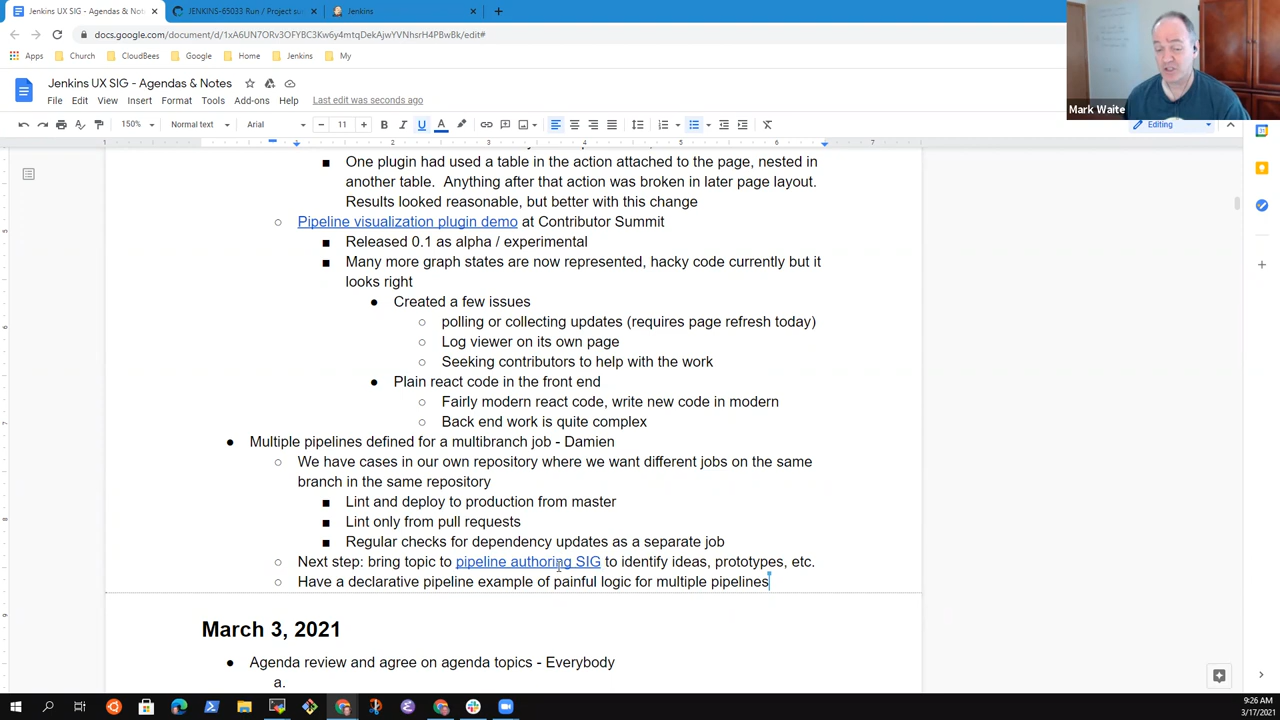 Jenkins UX SIG - Agendas & Not
JENKINS-65033 Run / Project su
Jenkins
docs.google.com/document/d/1xA6UN7ORv3OFYBC3Kw6y4mtqDekAjwYVNhsrH4PBwBk/edit#
Apps Church CloudBees Google Home Jenkins My
Jenkins UX SIG - Agendas & Notes
File Edit View Insert Format Tools Add-ons Help Last edit was seconds ago
150% Normal text Arial 11 Editing
Mark Waite
1 2 3 4 5 6 7
One plugin had used a table in the action attached to the page, nested in
another table. Anything after that action was broken in later page layout.
Results looked reasonable, but better with this change
Pipeline visualization plugin demo at Contributor Summit
Released 0.1 as alpha / experimental
Many more graph states are now represented, hacky code currently but it
looks right
Created a few issues
polling or collecting updates (requires page refresh today)
Log viewer on its own page
Seeking contributors to help with the work
Plain react code in the front end
Fairly modern react code, write new code in modern
Back end work is quite complex
Multiple pipelines defined for a multibranch job - Damien
We have cases in our own repository where we want different jobs on the same
branch in the same repository
Lint and deploy to production from master
Lint only from pull requests
Regular checks for dependency updates as a separate job
Next step: bring topic to pipeline authoring SIG to identify ideas, prototypes, etc.
Have a declarative pipeline example of painful logic for multiple pipelines
March 3, 2021
Agenda review and agree on agenda topics - Everybody
a.
9:26 AM
3/17/2021